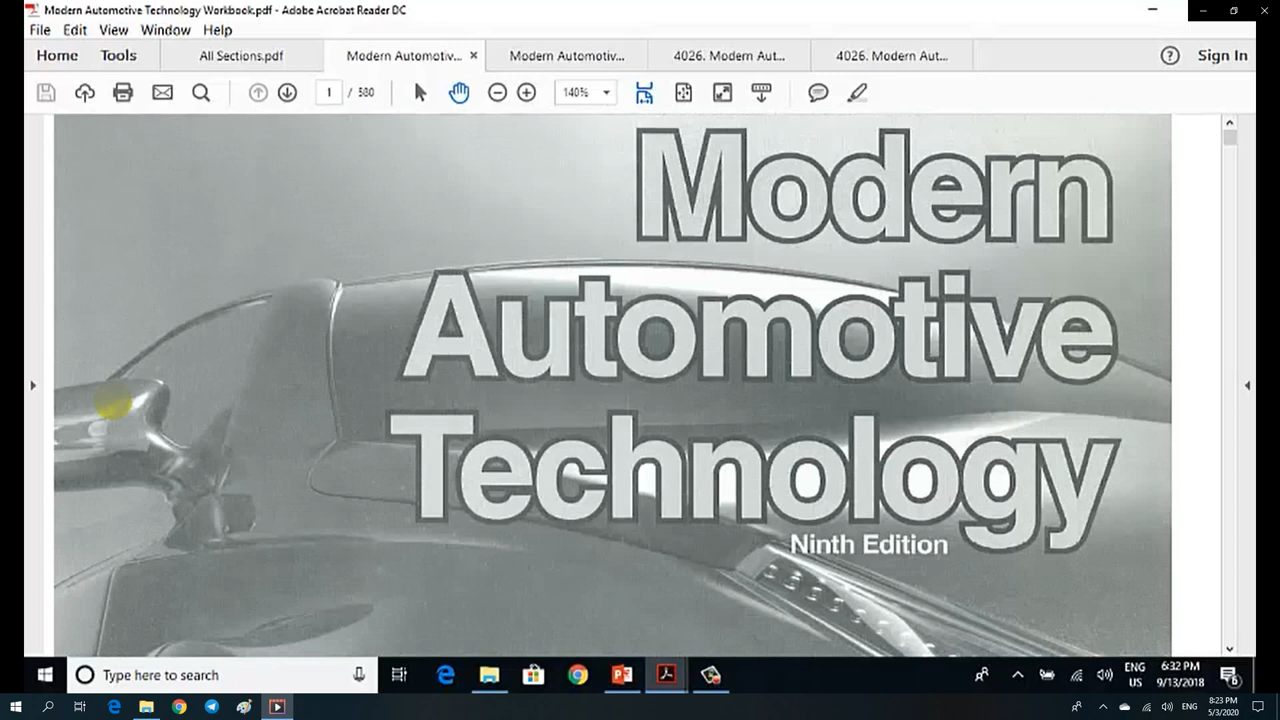 Modern Automotive Technology Workbook.pdf - Adobe Acrobat Reader DC
File Edit View Window Help
Home Tools All Sections.pdf Modern Automotiv... × Modern Automotiv... 4026. Modern Aut... 4026. Modern Aut... ? Sign In
1 / 580 140%
Modern
Automotive
Technology
Ninth Edition
Type here to search
ENG 6:32 PM
US 9/13/2018
8:23 PM
ENG
5/3/2020